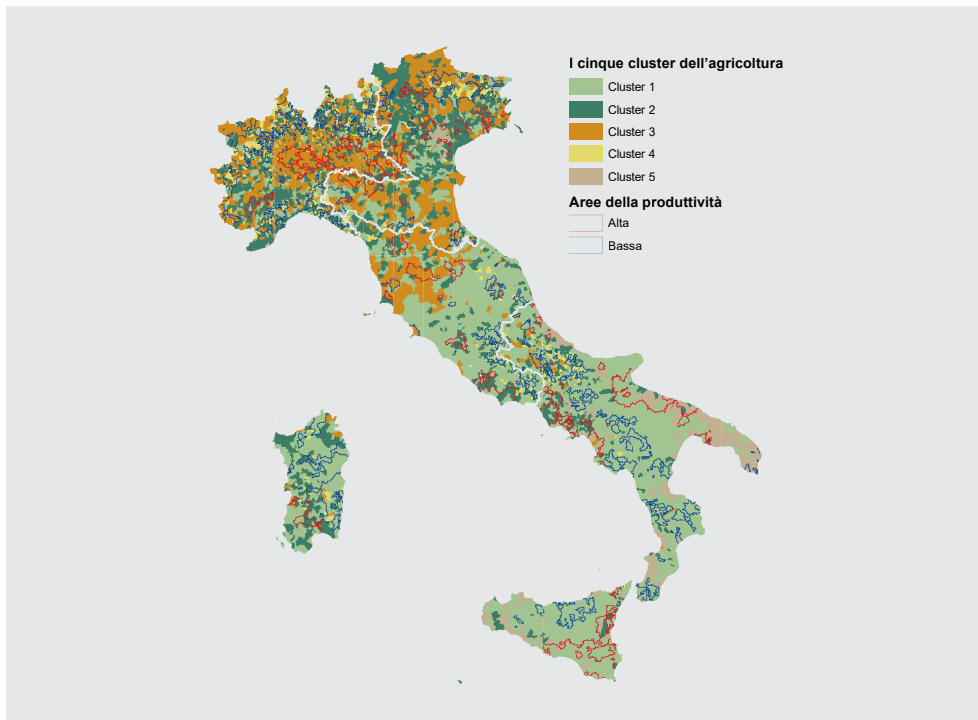 I cinque cluster dell'agricoltura
Cluster 1
Cluster 2
Cluster 3
Cluster 4
Cluster 5
Aree della produttività
Alta
Bassa